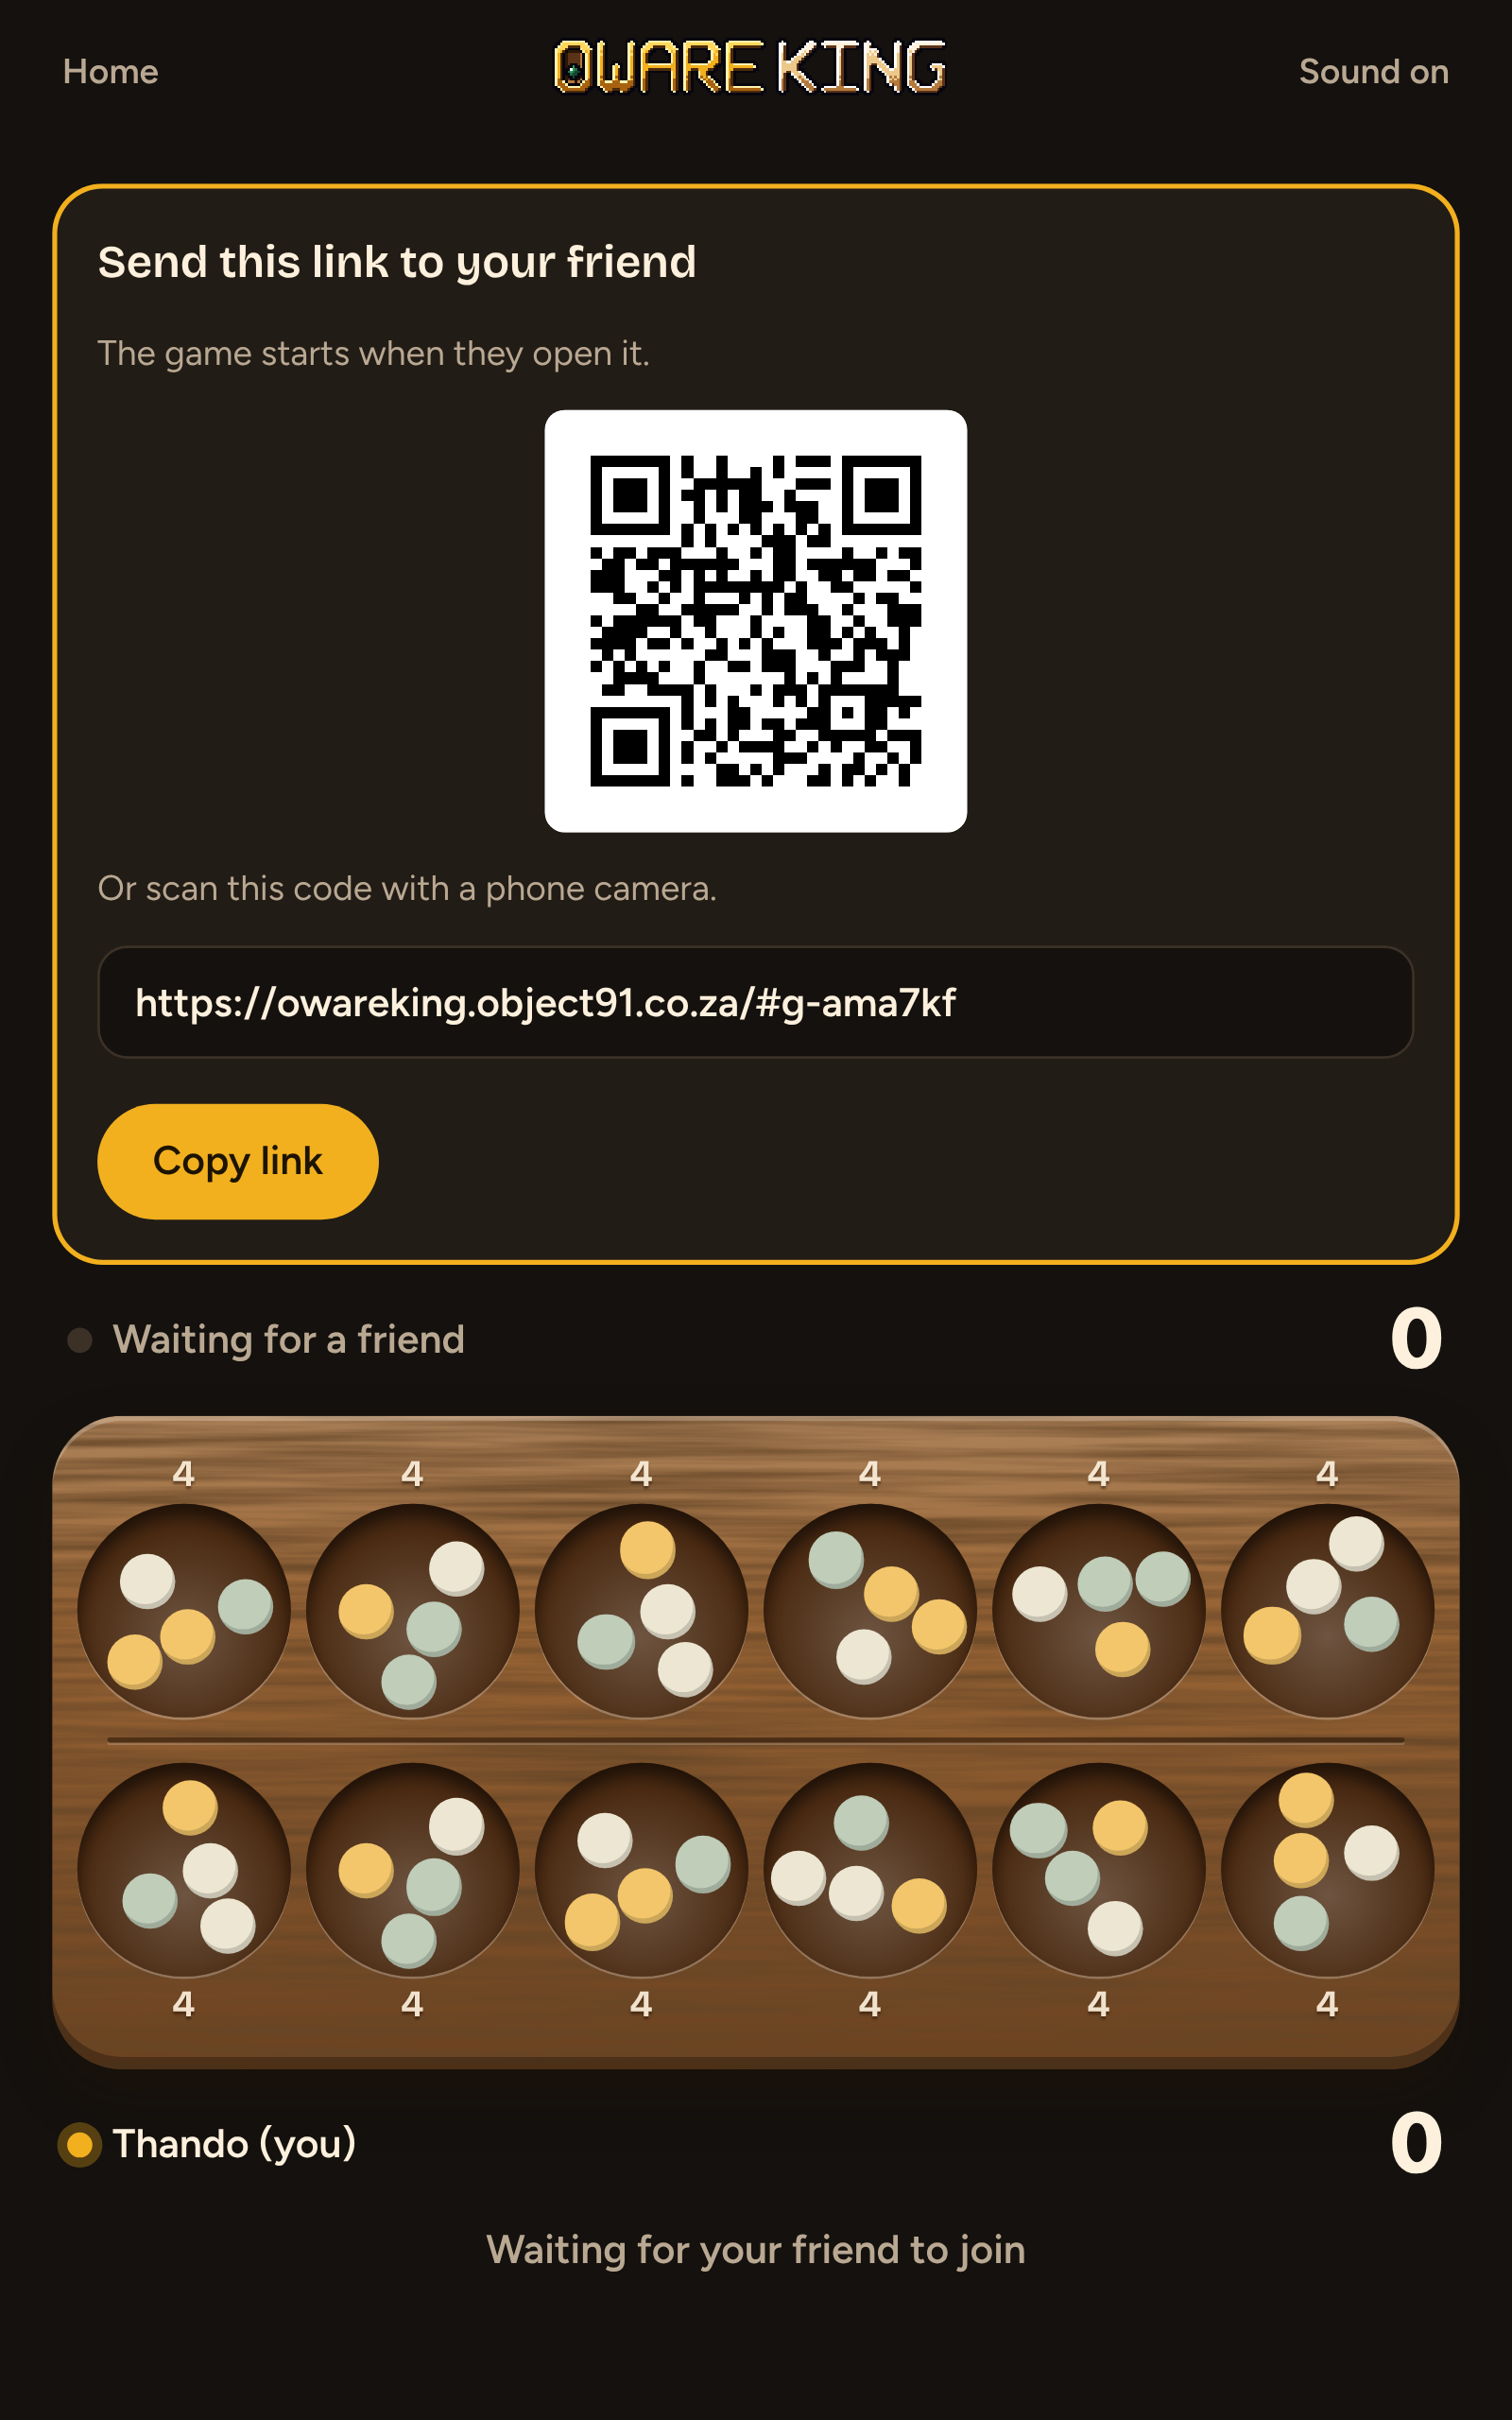 Home
OWARE KING
Sound on
Send this link to your friend
The game starts when they open it.
Or scan this code with a phone camera.
https://owareking.object91.co.za/#g-ama7kf
Copy link
Waiting for a friend
0
4 4 4 4 4 4
4 4 4 4 4 4
Thando (you)
0
Waiting for your friend to join